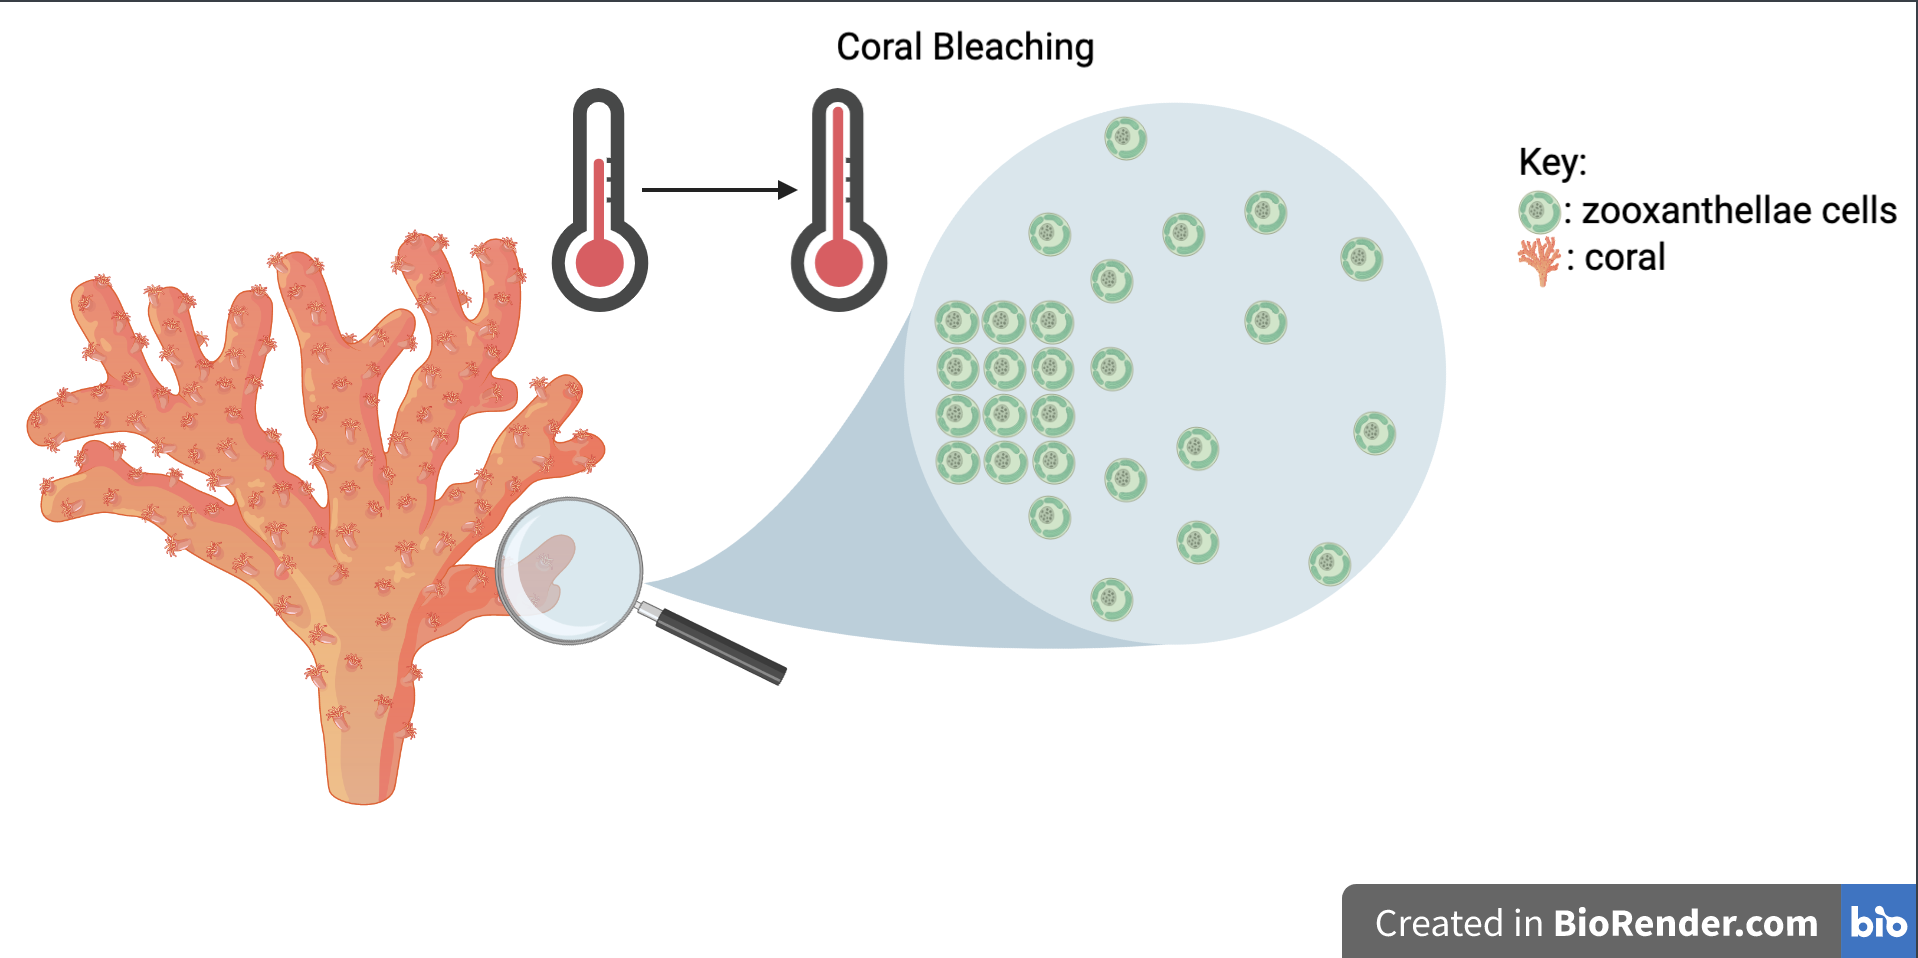 Coral Bleaching
Key:
: zooxanthellae cells
: coral
Created in BioRender.com bio